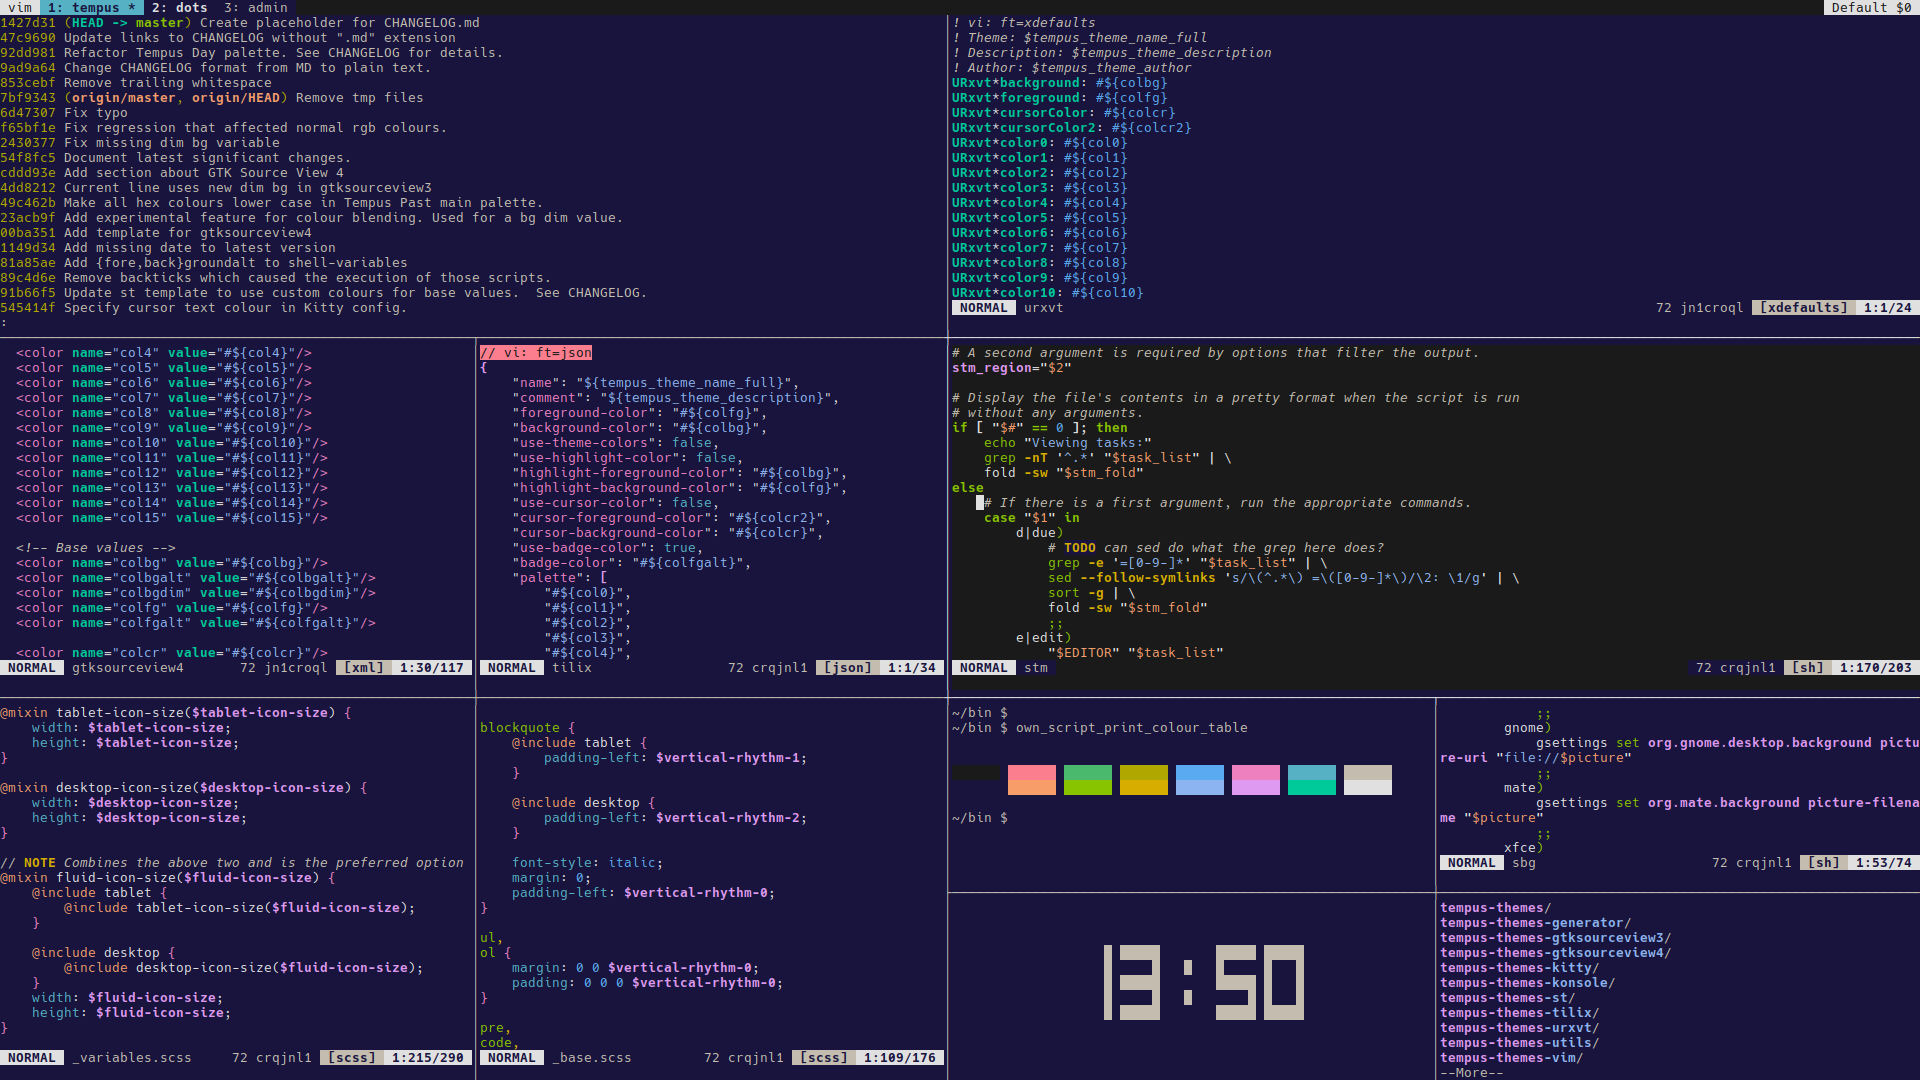 vim 1: tempus * 2: dots 3: admin Default $0
1427d31 (HEAD -> master) Create placeholder for CHANGELOG.md
47c9690 Update links to CHANGELOG without ".md" extension
92dd981 Refactor Tempus Day palette. See CHANGELOG for details.
9ad9a64 Change CHANGELOG format from MD to plain text.
853cebf Remove trailing whitespace
7bf9343 (origin/master, origin/HEAD) Remove tmp files
6d47307 Fix typo
f65bf1e Fix regression that affected normal rgb colours.
2430377 Fix missing dim bg variable
54f8fc5 Document latest significant changes.
cddd93e Add section about GTK Source View 4
4dd8212 Current line uses new dim bg in gtksourceview3
49c462b Make all hex colours lower case in Tempus Past main palette.
23acb9f Add experimental feature for colour blending. Used for a bg dim value.
00ba351 Add template for gtksourceview4
1149d34 Add missing date to latest version
81a85ae Add {fore,back}groundalt to shell-variables
89c4d6e Remove backticks which caused the execution of those scripts.
91b66f5 Update st template to use custom colours for base values.  See CHANGELOG.
545414f Specify cursor text colour in Kitty config.
:
! vi: ft=xdefaults
! Theme: $tempus_theme_name_full
! Description: $tempus_theme_description
! Author: $tempus_theme_author
URxvt*background: #${colbg}
URxvt*foreground: #${colfg}
URxvt*cursorColor: #${colcr}
URxvt*cursorColor2: #${colcr2}
URxvt*color0: #${col0}
URxvt*color1: #${col1}
URxvt*color2: #${col2}
URxvt*color3: #${col3}
URxvt*color4: #${col4}
URxvt*color5: #${col5}
URxvt*color6: #${col6}
URxvt*color7: #${col7}
URxvt*color8: #${col8}
URxvt*color9: #${col9}
URxvt*color10: #${col10}
NORMAL urxvt 72 jn1croql [xdefaults] 1:1/24
<color name="col4" value="#${col4}"/>
<color name="col5" value="#${col5}"/>
<color name="col6" value="#${col6}"/>
<color name="col7" value="#${col7}"/>
<color name="col8" value="#${col8}"/>
<color name="col9" value="#${col9}"/>
<color name="col10" value="#${col10}"/>
<color name="col11" value="#${col11}"/>
<color name="col12" value="#${col12}"/>
<color name="col13" value="#${col13}"/>
<color name="col14" value="#${col14}"/>
<color name="col15" value="#${col15}"/>
<!-- Base values -->
<color name="colbg" value="#${colbg}"/>
<color name="colbgalt" value="#${colbgalt}"/>
<color name="colbgdim" value="#${colbgdim}"/>
<color name="colfg" value="#${colfg}"/>
<color name="colfgalt" value="#${colfgalt}"/>
<color name="colcr" value="#${colcr}"/>
NORMAL gtksourceview4 72 jn1croql [xml] 1:30/117
// vi: ft=json
{
"name": "${tempus_theme_name_full}",
"comment": "${tempus_theme_description}",
"foreground-color": "#${colfg}",
"background-color": "#${colbg}",
"use-theme-colors": false,
"use-highlight-color": false,
"highlight-foreground-color": "#${colbg}",
"highlight-background-color": "#${colfg}",
"use-cursor-color": false,
"cursor-foreground-color": "#${colcr2}",
"cursor-background-color": "#${colcr}",
"use-badge-color": true,
"badge-color": "#${colfgalt}",
"palette": [
"#${col0}",
"#${col1}",
"#${col2}",
"#${col3}",
"#${col4}",
NORMAL tilix 72 crqjnl1 [json] 1:1/34
# A second argument is required by options that filter the output.
stm_region="$2"
# Display the file's contents in a pretty format when the script is run
# without any arguments.
if [ "$#" == 0 ]; then
echo "Viewing tasks:"
grep -nT '^.*' "$task_list" | \
fold -sw "$stm_fold"
else
# If there is a first argument, run the appropriate commands.
case "$1" in
d|due)
# TODO can sed do what the grep here does?
grep -e '=[0-9-]*' "$task_list" | \
sed --follow-symlinks 's/\(^.*\) =\([0-9-]*\)/\2: \1/g' | \
sort -g | \
fold -sw "$stm_fold"
;;
e|edit)
"$EDITOR" "$task_list"
NORMAL stm 72 crqjnl1 [sh] 1:170/203
@mixin tablet-icon-size($tablet-icon-size) {
width: $tablet-icon-size;
height: $tablet-icon-size;
}
@mixin desktop-icon-size($desktop-icon-size) {
width: $desktop-icon-size;
height: $desktop-icon-size;
}
// NOTE Combines the above two and is the preferred option
@mixin fluid-icon-size($fluid-icon-size) {
@include tablet {
@include tablet-icon-size($fluid-icon-size);
}
@include desktop {
@include desktop-icon-size($fluid-icon-size);
}
width: $fluid-icon-size;
height: $fluid-icon-size;
}
NORMAL _variables.scss 72 crqjnl1 [scss] 1:215/290
blockquote {
@include tablet {
padding-left: $vertical-rhythm-1;
}
@include desktop {
padding-left: $vertical-rhythm-2;
}
font-style: italic;
margin: 0;
padding-left: $vertical-rhythm-0;
}
ul,
ol {
margin: 0 0 $vertical-rhythm-0;
padding: 0 0 0 $vertical-rhythm-0;
}
pre,
code,
NORMAL _base.scss 72 crqjnl1 [scss] 1:109/176
~/bin $
~/bin $ own_script_print_colour_table
~/bin $
13:50
;;
gnome)
gsettings set org.gnome.desktop.background pictu
re-uri "file://$picture"
;;
mate)
gsettings set org.mate.background picture-filena
me "$picture"
;;
xfce)
NORMAL sbg 72 crqjnl1 [sh] 1:53/74
tempus-themes/
tempus-themes-generator/
tempus-themes-gtksourceview3/
tempus-themes-gtksourceview4/
tempus-themes-kitty/
tempus-themes-konsole/
tempus-themes-st/
tempus-themes-tilix/
tempus-themes-urxvt/
tempus-themes-utils/
tempus-themes-vim/
--More--